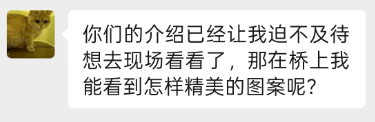 你们的介绍已经让我迫不及待
想去现场看看了，那在桥上我
能看到怎样精美的图案呢？